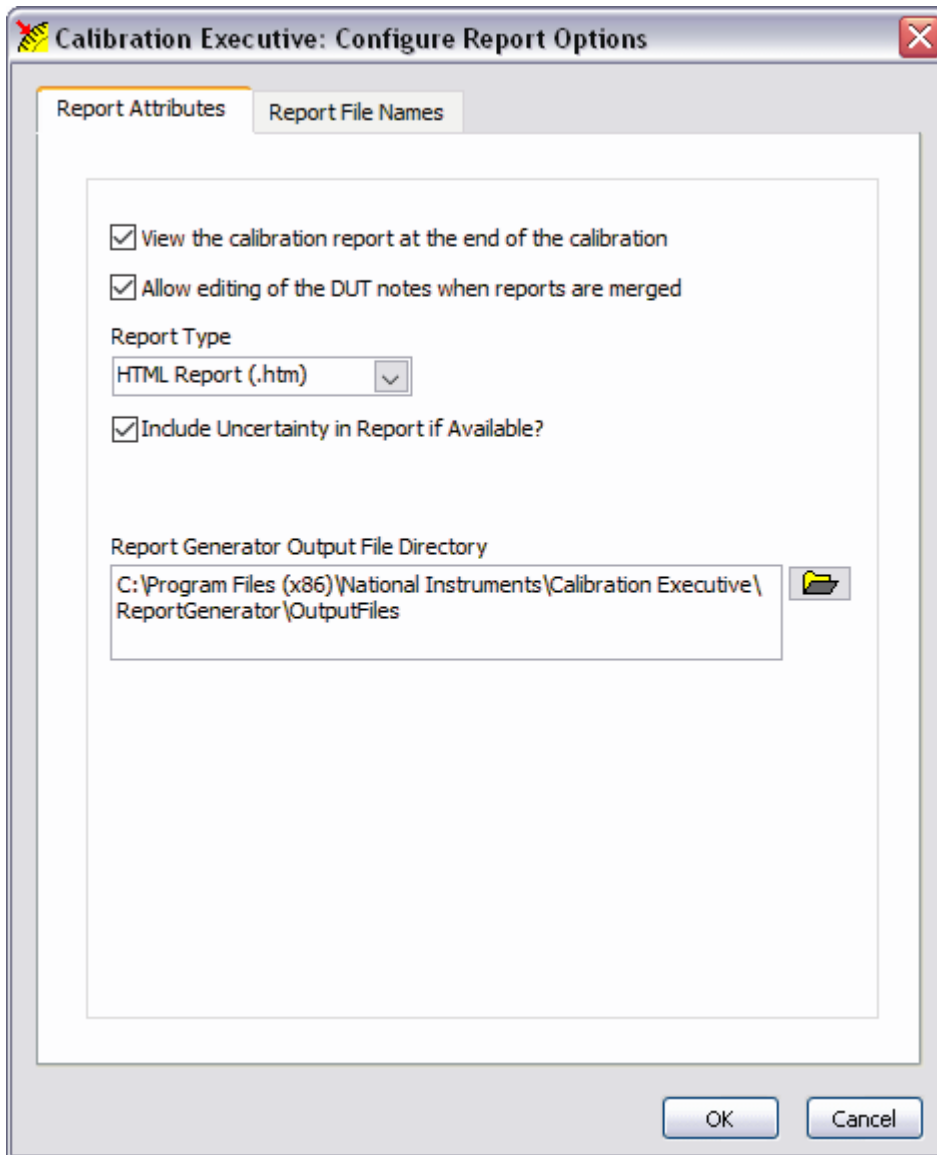 Calibration Executive: Configure Report Options
Report Attributes
Report File Names
View the calibration report at the end of the calibration
Allow editing of the DUT notes when reports are merged
Report Type
HTML Report (.htm)
Include Uncertainty in Report if Available?
Report Generator Output File Directory
C:\Program Files (x86)\National Instruments\Calibration Executive\
ReportGenerator\OutputFiles
OK
Cancel